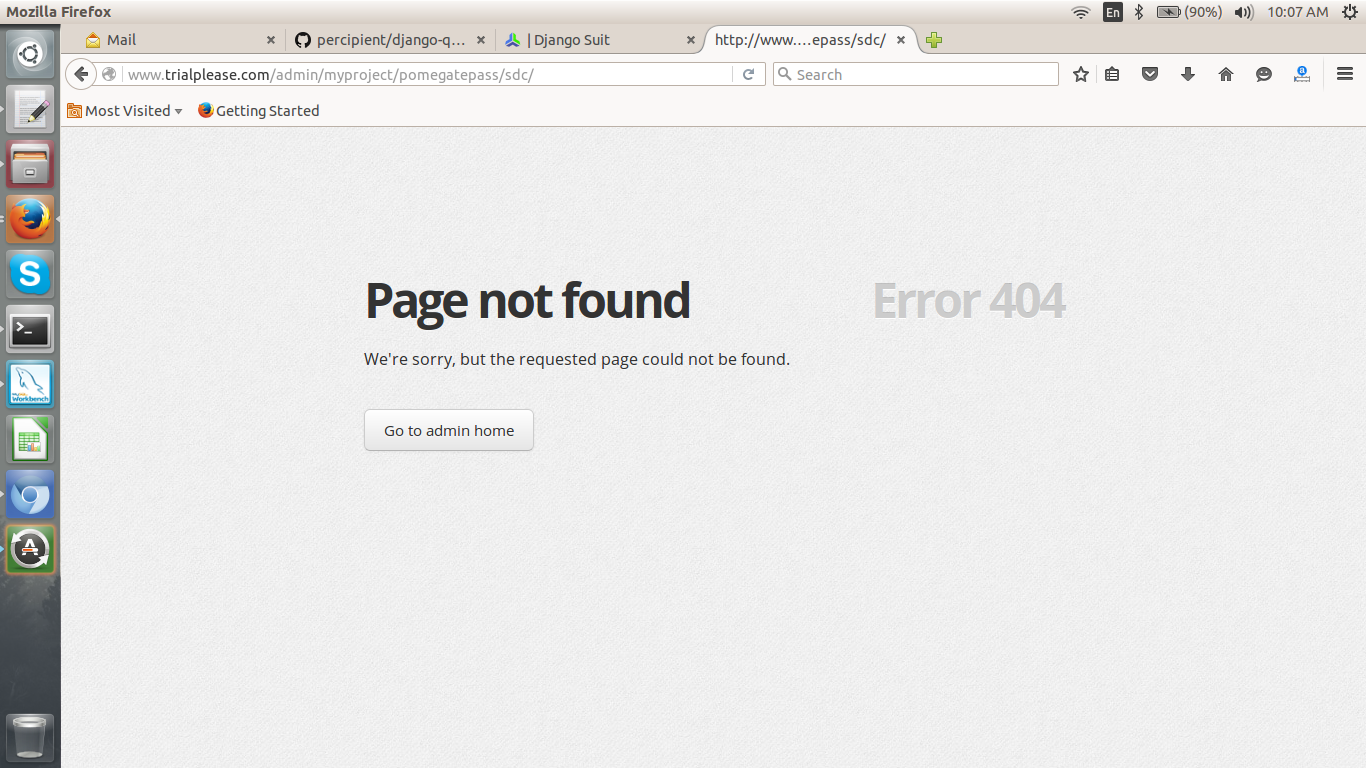 Mozilla Firefox
En
(90%)
10:07 AM
Mail
percipient/django-q...
| Django Suit
http://www....epass/sdc/
www.trialplease.com/admin/myproject/pomegatepass/sdc/
Search
Most Visited
Getting Started
Page not found
Error 404
We're sorry, but the requested page could not be found.
Go to admin home
S
>_
Workbench
A